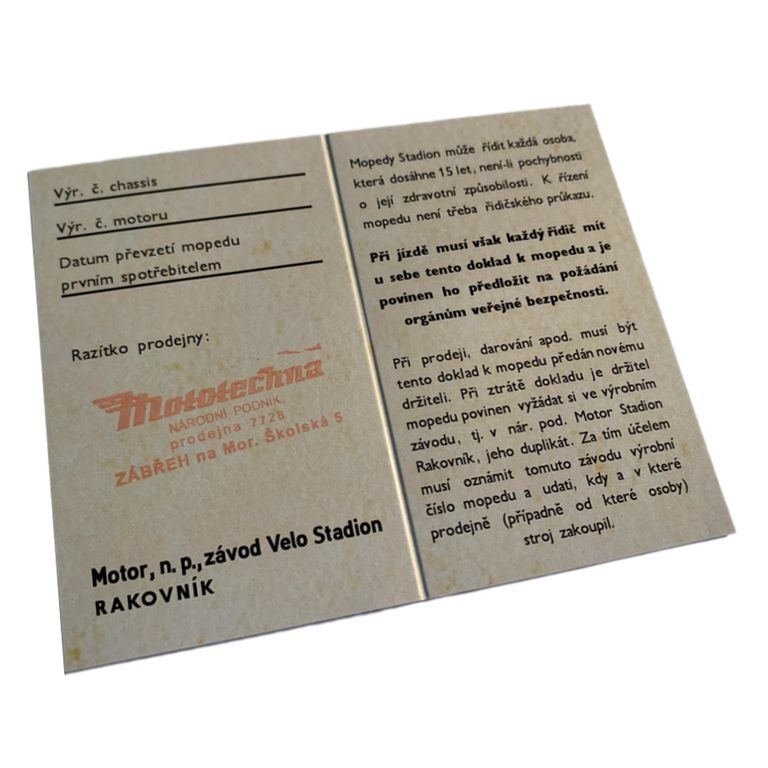 Výr. č. chassis
Výr. č. motoru
Datum převzetí mopedu
prvním spotřebitelem
Razítko prodejny:
Mototechna
NÁRODNÍ PODNIK
prodejna 7728
ZÁBŘEH na Mor. Školská 5
Motor, n. p., závod Velo Stadion
RAKOVNÍK
Mopedy Stadion může řídit každá osoba,
která dosáhne 15 let, není-li pochybnosti
o její zdravotní způsobilosti. K řízení
mopedu není třeba řidičského průkazu.
Při jízdě musí však každý řidič mít
u sebe tento doklad k mopedu a je
povinen ho předložit na požádání
orgánům veřejné bezpečnosti.
Při prodeji, darování apod. musí být
tento doklad k mopedu předán novému
držiteli. Při ztrátě dokladu je držitel
mopedu povinen vyžádat si ve výrobním
závodu, tj. v nár. pod. Motor Stadion
Rakovník, jeho duplikát. Za tím účelem
musí oznámit tomuto závodu výrobní
číslo mopedu a udati, kdy a v které
prodejně (případně od které osoby)
stroj zakoupil.